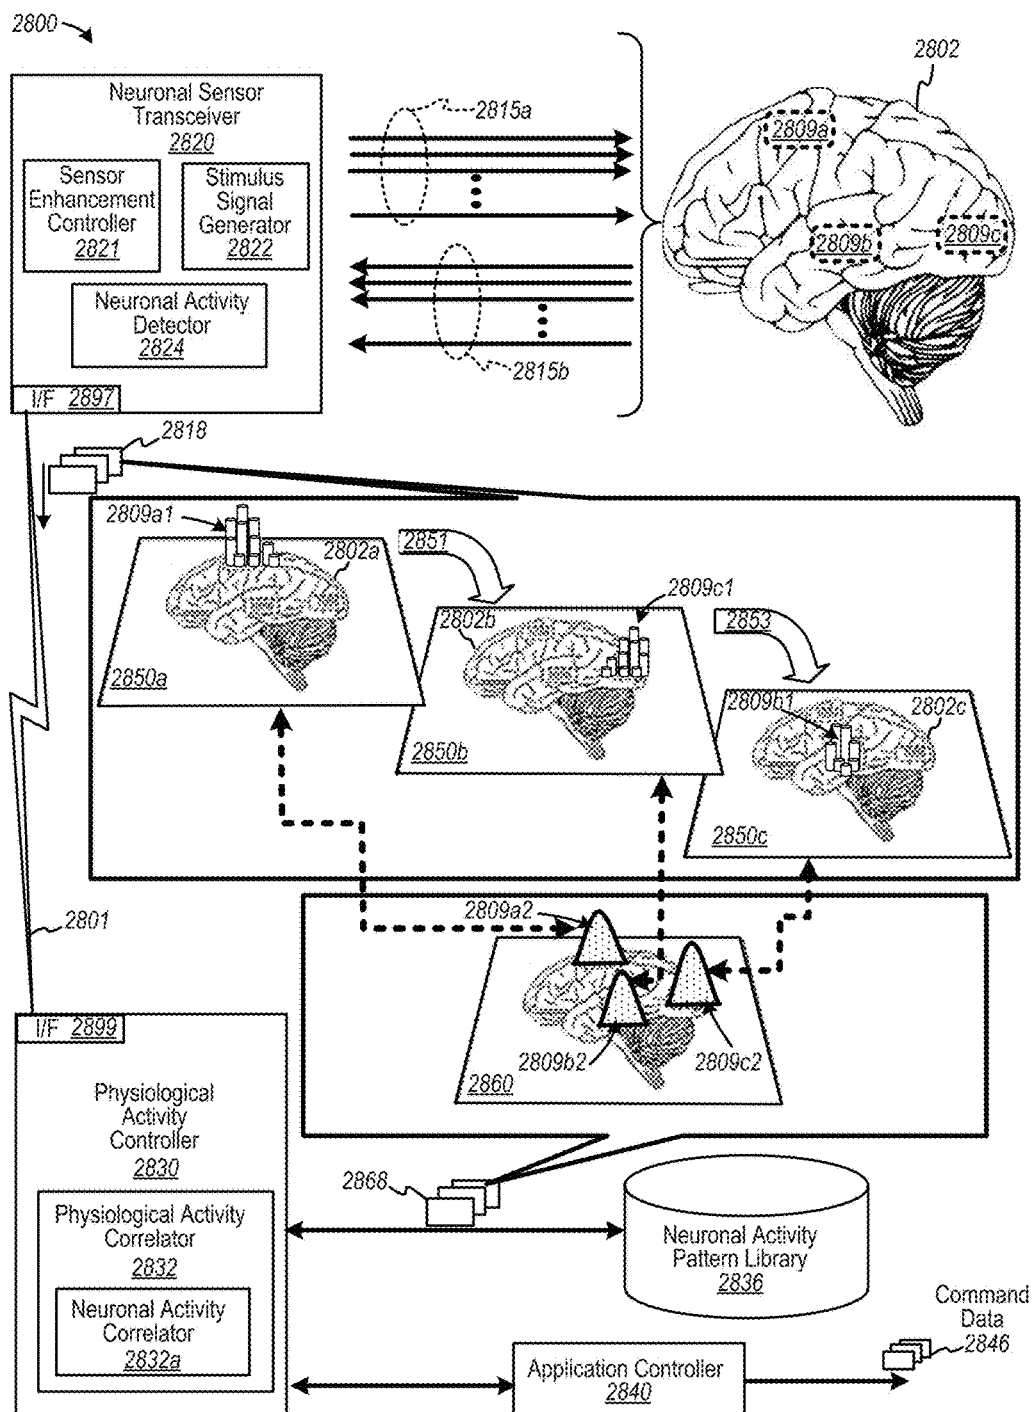 2800
Neuronal Sensor
Transceiver
2820
Sensor
Enhancement
Controller
2821
Stimulus
Signal
Generator
2822
Neuronal Activity
Detector
2824
I/F 2897
2815a
2815b
2802
2809a
2809b
2809c
2818
2809a1
2802a
2851
2850a
2809c1
2802b
2853
2850b
2809b1
2802c
2850c
2801
2809a2
2809b2
2809c2
2860
I/F 2899
Physiological
Activity
Controller
2830
Physiological Activity
Correlator
2832
Neuronal Activity
Correlator
2832a
2868
Neuronal Activity
Pattern Library
2836
Command
Data
2846
Application Controller
2840